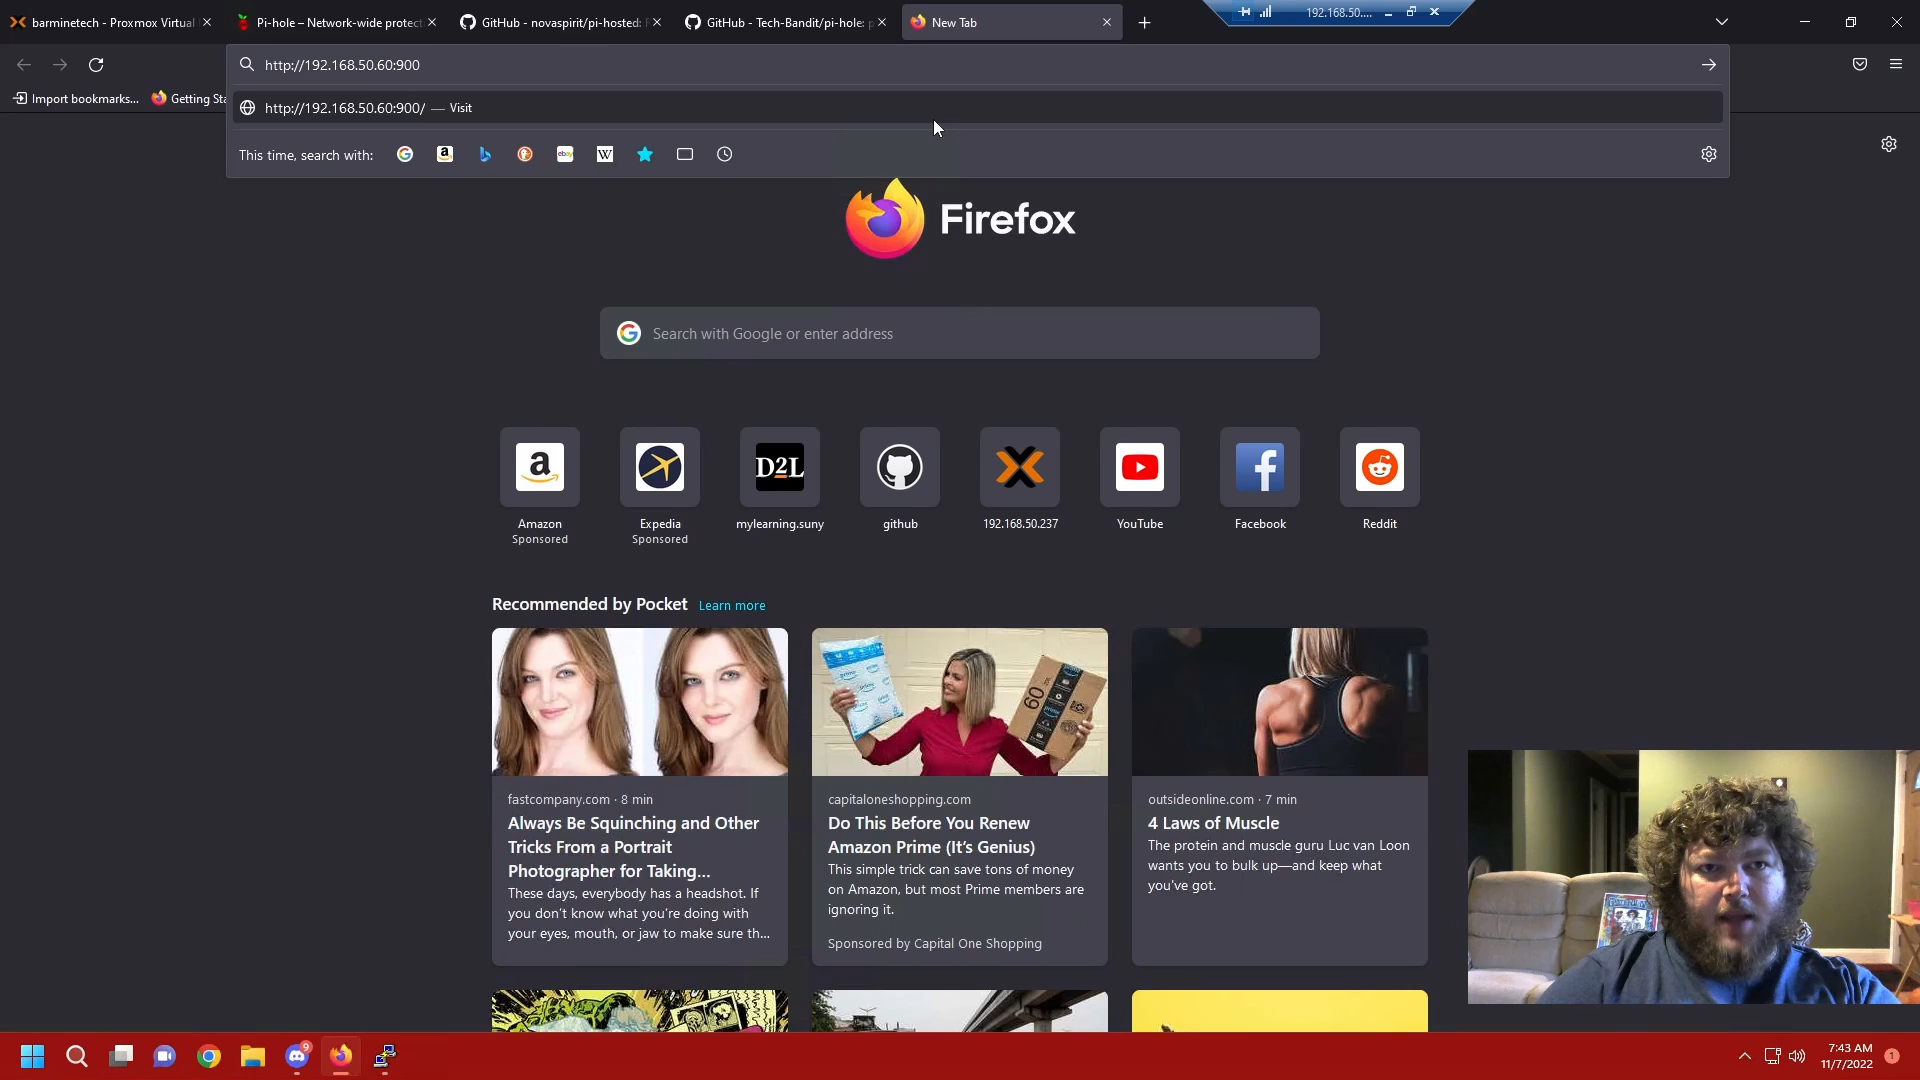 barminetech - Proxmox Virtual
Pi-hole – Network-wide protect
GitHub - novaspirit/pi-hosted:
GitHub - Tech-Bandit/pi-hole:
New Tab
192.168.50....
http://192.168.50.60:900
Import bookmarks...
Getting Sta
http://192.168.50.60:900/ — Visit
This time, search with:
ebay
W
Firefox
Search with Google or enter address
a
D2L
Amazon
Sponsored
Expedia
Sponsored
mylearning.suny
github
192.168.50.237
YouTube
Facebook
Reddit
Recommended by Pocket
Learn more
fastcompany.com · 8 min
Always Be Squinching and Other
Tricks From a Portrait
Photographer for Taking...
These days, everybody has a headshot. If
you don't know what you're doing with
your eyes, mouth, or jaw to make sure th...
capitaloneshopping.com
Do This Before You Renew
Amazon Prime (It's Genius)
This simple trick can save tons of money
on Amazon, but most Prime members are
ignoring it.
Sponsored by Capital One Shopping
outsideonline.com · 7 min
4 Laws of Muscle
The protein and muscle guru Luc van Loon
wants you to bulk up—and keep what
you've got.
9
7:43 AM
11/7/2022
1